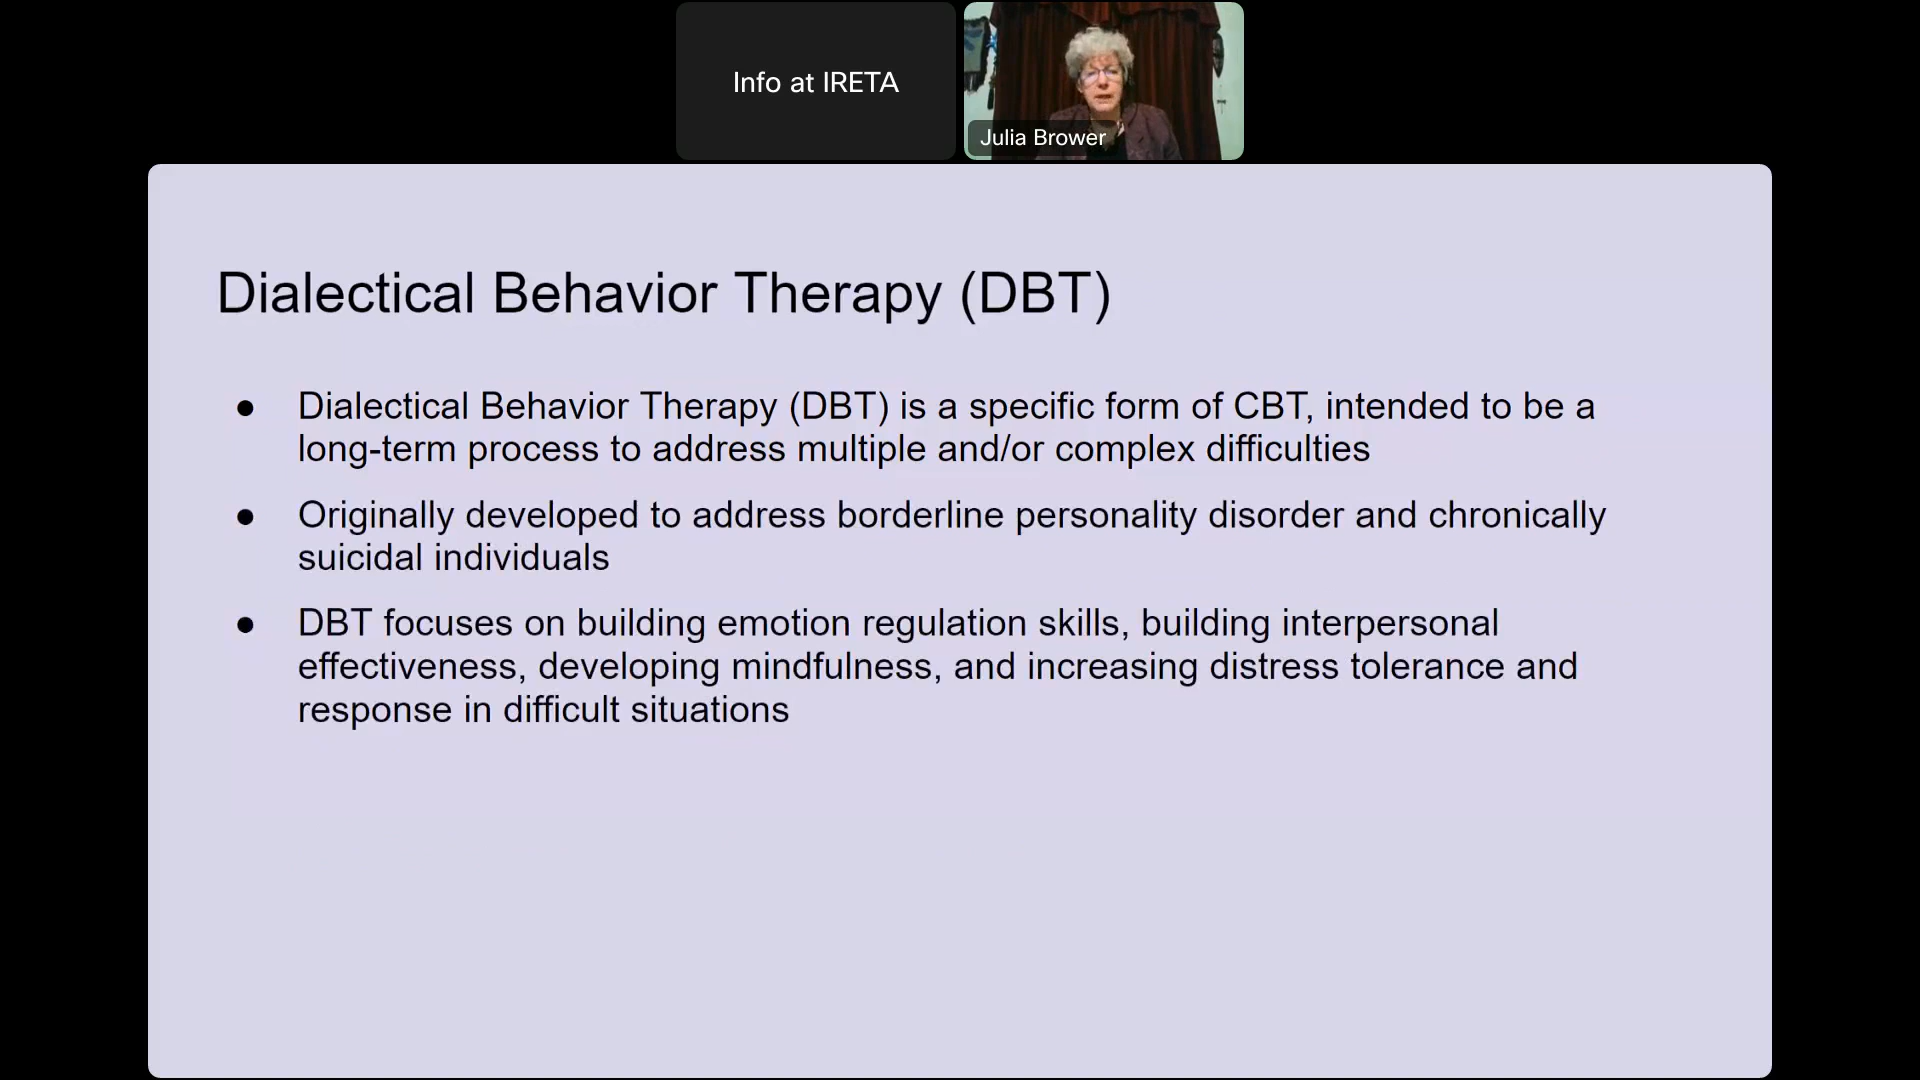 Info at IRETA
Julia Brower
Dialectical Behavior Therapy (DBT)
● Dialectical Behavior Therapy (DBT) is a specific form of CBT, intended to be a
long-term process to address multiple and/or complex difficulties
● Originally developed to address borderline personality disorder and chronically
suicidal individuals
● DBT focuses on building emotion regulation skills, building interpersonal
effectiveness, developing mindfulness, and increasing distress tolerance and
response in difficult situations